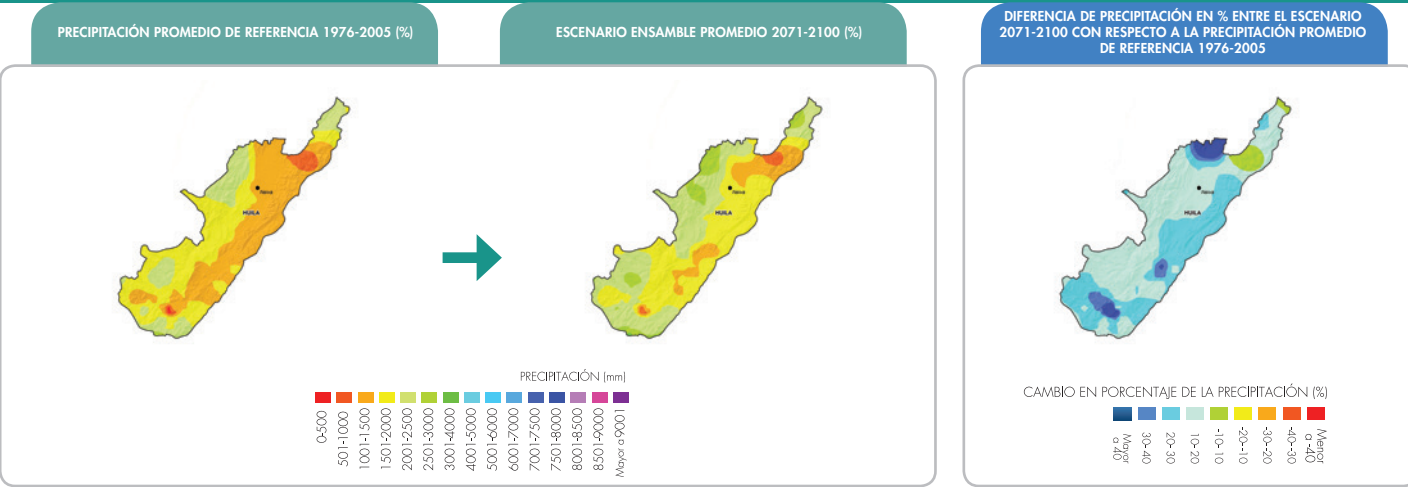 PRECIPITACIÓN PROMEDIO DE REFERENCIA 1976-2005 (%)
ESCENARIO ENSAMBLE PROMEDIO 2071-2100 (%)
DIFERENCIA DE PRECIPITACIÓN EN % ENTRE EL ESCENARIO
2071-2100 CON RESPECTO A LA PRECIPITACIÓN PROMEDIO
DE REFERENCIA 1976-2005
Neiva
HUILA
Neiva
HUILA
Neiva
HUILA
PRECIPITACIÓN (mm)
0-500
501-1000
1001-1500
1501-2000
2001-2500
2501-3000
3001-4000
4001-5000
5001-6000
6001-7000
7001-7500
7501-8000
8001-8500
8501-9000
Mayor a 9001
CAMBIO EN PORCENTAJE DE LA PRECIPITACIÓN (%)
Mayor
a 40
30-40
20-30
10-20
-10-10
-20--10
-30--20
-40--30
Menor
a -40